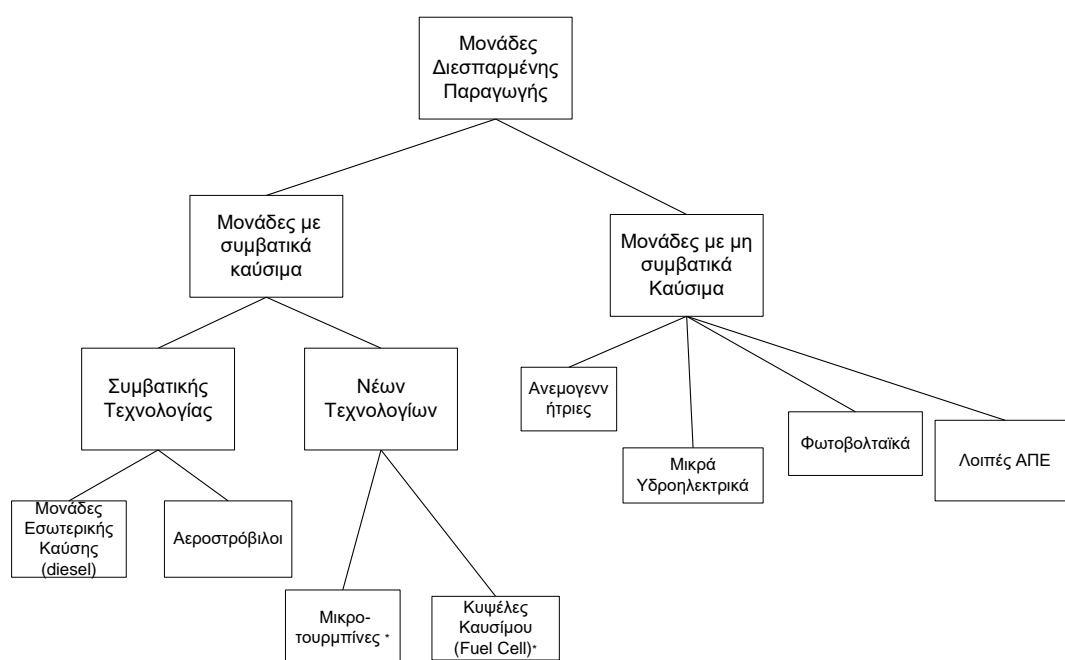 Μονάδες
Διεσπαρμένης
Παραγωγής
Μονάδες με
συμβατικά
καύσιμα
Μονάδες με μη
συμβατικά
Καύσιμα
Συμβατικής
Τεχνολογίας
Νέων
Τεχνολογίων
Ανεμογενν
ήτριες
Μικρά
Υδροηλεκτρικά
Φωτοβολταϊκά
Λοιπές ΑΠΕ
Μονάδες
Εσωτερικής
Καύσης
(diesel)
Αεροστρόβιλοι
Μικρο-
τουρμπίνες *
Κυψέλες
Καυσίμου
(Fuel Cell)*